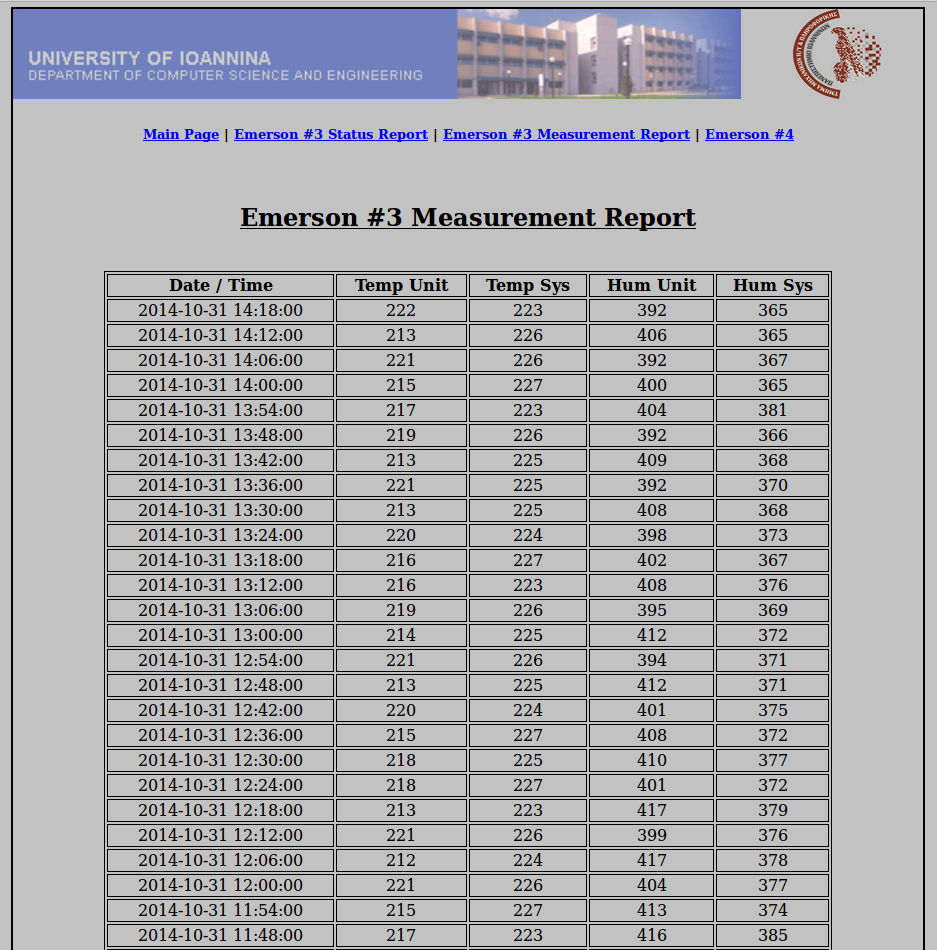 UNIVERSITY OF IOANNINA
DEPARTMENT OF COMPUTER SCIENCE AND ENGINEERING
ΤΜΗΜΑ ΜΗΧΑΝΙΚΩΝ Η/Υ & ΠΛΗΡΟΦΟΡΙΚΗΣ
ΠΑΝΕΠΙΣΤΗΜΙΟ ΙΩΑΝΝΙΝΩΝ
Main Page | Emerson #3 Status Report | Emerson #3 Measurement Report | Emerson #4
Emerson #3 Measurement Report
Date / Time Temp Unit Temp Sys Hum Unit Hum Sys
2014-10-31 14:18:00 222 223 392 365
2014-10-31 14:12:00 213 226 406 365
2014-10-31 14:06:00 221 226 392 367
2014-10-31 14:00:00 215 227 400 365
2014-10-31 13:54:00 217 223 404 381
2014-10-31 13:48:00 219 226 392 366
2014-10-31 13:42:00 213 225 409 368
2014-10-31 13:36:00 221 225 392 370
2014-10-31 13:30:00 213 225 408 368
2014-10-31 13:24:00 220 224 398 373
2014-10-31 13:18:00 216 227 402 367
2014-10-31 13:12:00 216 223 408 376
2014-10-31 13:06:00 219 226 395 369
2014-10-31 13:00:00 214 225 412 372
2014-10-31 12:54:00 221 226 394 371
2014-10-31 12:48:00 213 225 412 371
2014-10-31 12:42:00 220 224 401 375
2014-10-31 12:36:00 215 227 408 372
2014-10-31 12:30:00 218 225 410 377
2014-10-31 12:24:00 218 227 401 372
2014-10-31 12:18:00 213 223 417 379
2014-10-31 12:12:00 221 226 399 376
2014-10-31 12:06:00 212 224 417 378
2014-10-31 12:00:00 221 226 404 377
2014-10-31 11:54:00 215 227 413 374
2014-10-31 11:48:00 217 223 416 385